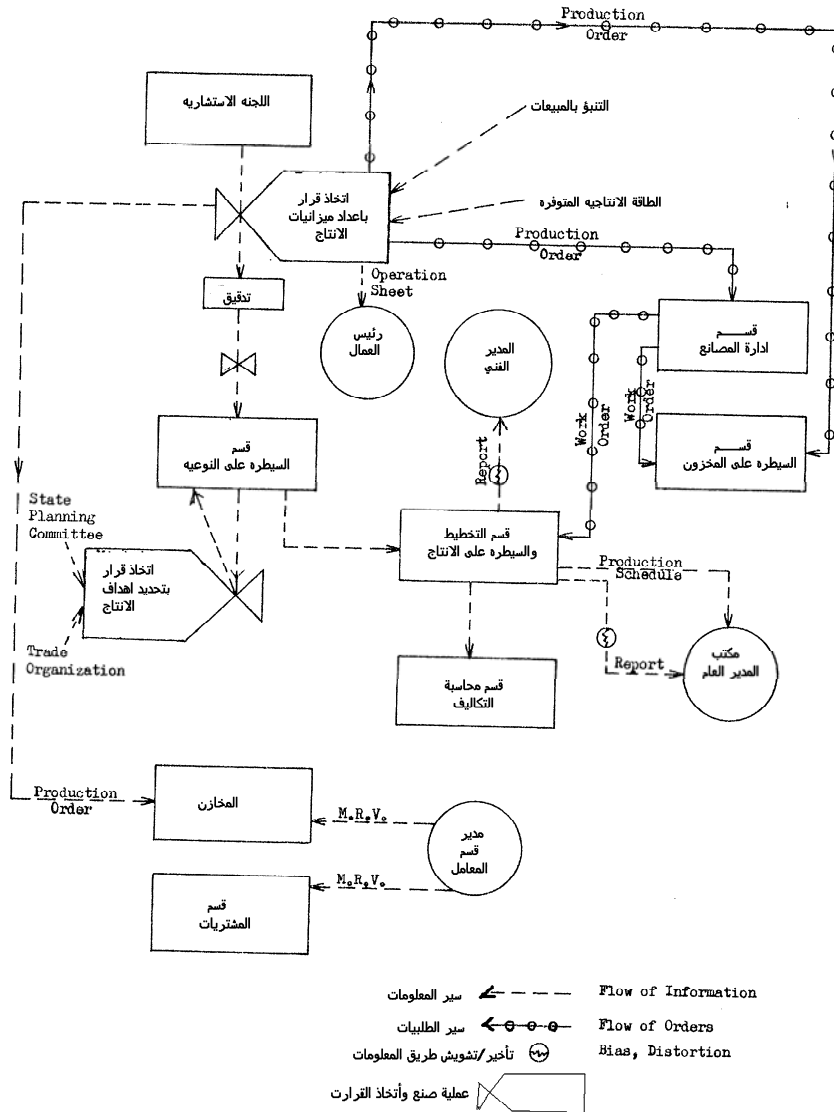 Production
Order
اللجنه الاستشاريه
التنبؤ بالمبيعات
اتخاذ قرار
باعداد ميزانيات
الانتاج
الطاقة الانتاجيه المتوفره
Production
Order
Operation
Sheet
تدقيق
رئيس
العمال
المدير
الفني
قســـم
ادارة المصانع
Work
Order
Work
Order
قســـم
السيطره على المخزون
قسم
السيطره على النوعيه
Report
State
Planning
Committee
قسم التخطيط
والسيطره على الانتاج
اتخاذ قرار
بتحديد اهداف
الانتاج
Production
Schedule
Trade
Organization
مكتب
المدير العام
Report
قسم محاسبة
التكاليف
Production
Order
المخازن
M.R.V.
مدير
قسم
المعامل
M.R.V.
قسم
المشتريات
سير المعلومات Flow of Information
سير الطلبيات Flow of Orders
تأخير/تشويش طريق المعلومات Bias, Distortion
عملية صنع وأتخاذ القرارت